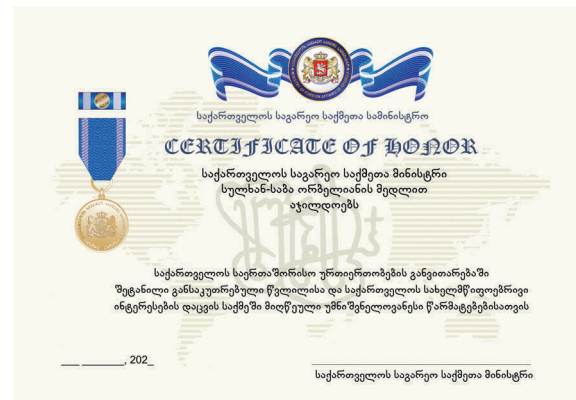 საქართველოს საგარეო საქმეთა სამინისტრო
CERTIFICATE OF HONOR
საქართველოს საგარეო საქმეთა მინისტრი
სულხან-საბა ორბელიანის მედლით
აჯილდოებს
საქართველოს საერთაშორისო ურთიერთობების განვითარებაში
შეტანილი განსაკუთრებული წვლილისა და საქართველოს სახელმწიფოებრივი
ინტერესების დაცვის საქმეში მიღწეული უმნიშვნელოვანესი წარმატებებისათვის
___ ________, 202_
საქართველოს საგარეო საქმეთა მინისტრი